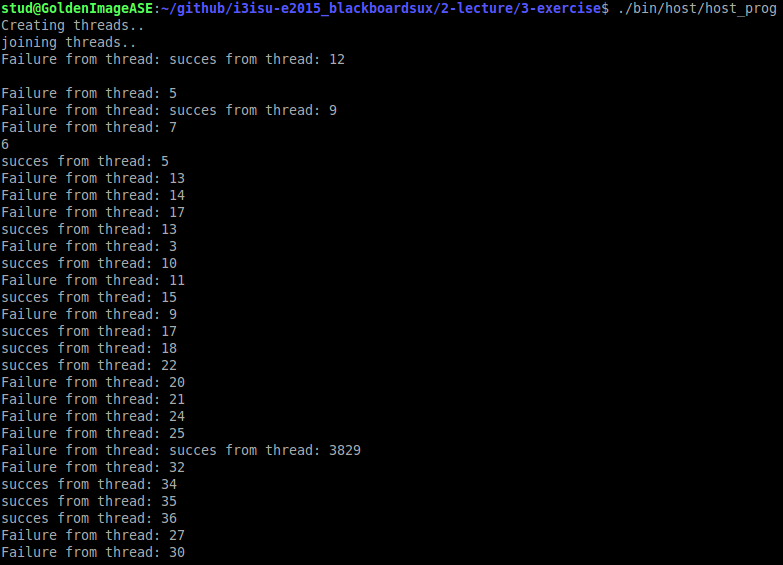 stud@GoldenImageASE:~/github/i3isu-e2015_blackboardsux/2-lecture/3-exercise$ ./bin/host/host_prog
Creating threads..
joining threads..
Failure from thread: succes from thread: 12

Failure from thread: 5
Failure from thread: succes from thread: 9
Failure from thread: 7
6
succes from thread: 5
Failure from thread: 13
Failure from thread: 14
Failure from thread: 17
succes from thread: 13
Failure from thread: 3
succes from thread: 10
Failure from thread: 11
succes from thread: 15
Failure from thread: 9
succes from thread: 17
succes from thread: 18
succes from thread: 22
Failure from thread: 20
Failure from thread: 21
Failure from thread: 24
Failure from thread: 25
Failure from thread: succes from thread: 3829
Failure from thread: 32
succes from thread: 34
succes from thread: 35
succes from thread: 36
Failure from thread: 27
Failure from thread: 30